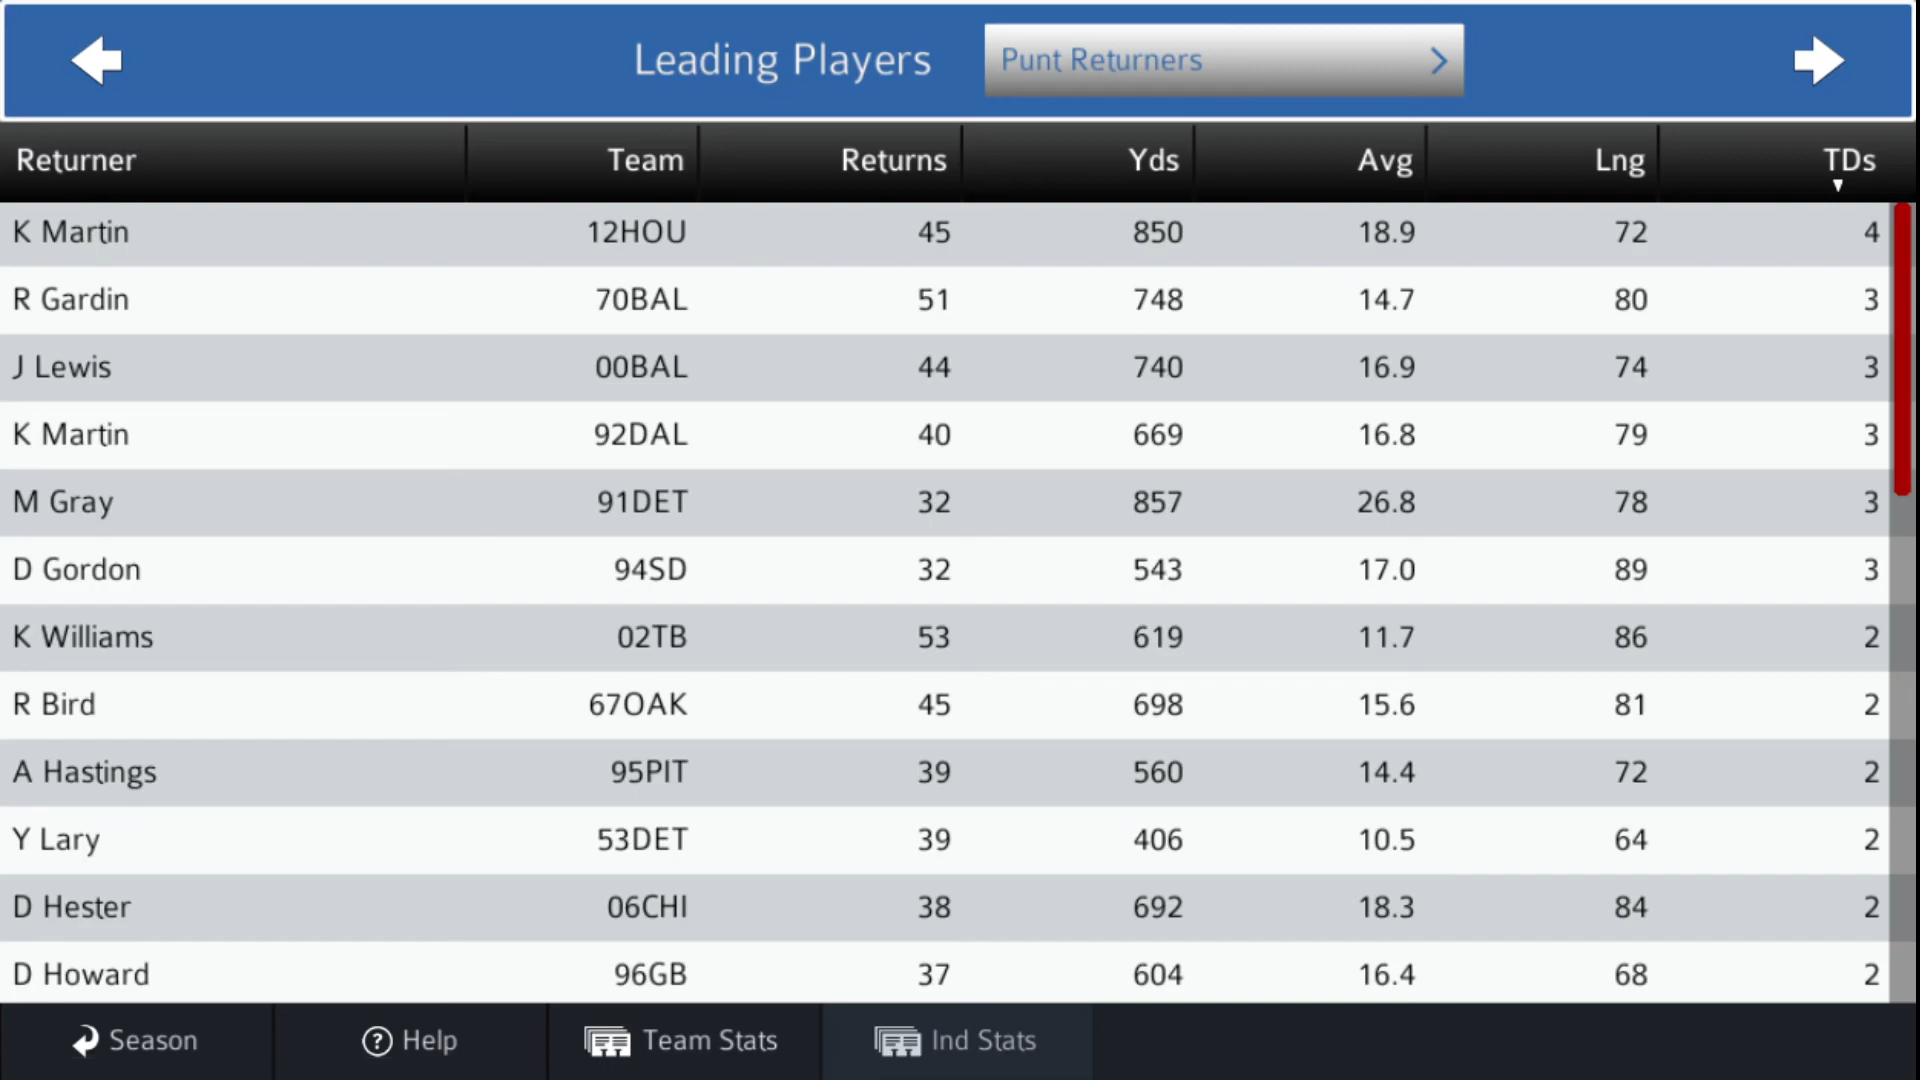 Leading Players Punt Returners
Returner Team Returns Yds Avg Lng TDs
K Martin 12HOU 45 850 18.9 72 4
R Gardin 70BAL 51 748 14.7 80 3
J Lewis 00BAL 44 740 16.9 74 3
K Martin 92DAL 40 669 16.8 79 3
M Gray 91DET 32 857 26.8 78 3
D Gordon 94SD 32 543 17.0 89 3
K Williams 02TB 53 619 11.7 86 2
R Bird 67OAK 45 698 15.6 81 2
A Hastings 95PIT 39 560 14.4 72 2
Y Lary 53DET 39 406 10.5 64 2
D Hester 06CHI 38 692 18.3 84 2
D Howard 96GB 37 604 16.4 68 2
Season Help Team Stats Ind Stats